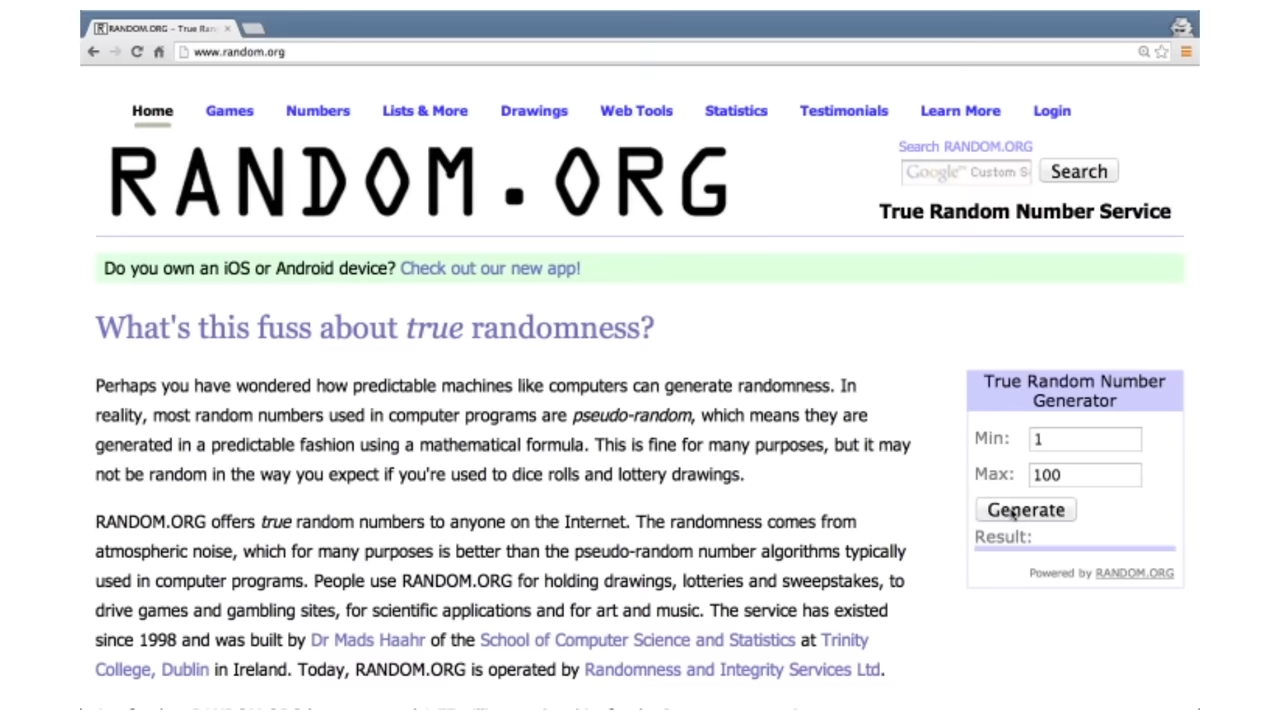 RANDOM.ORG - True Ran
www.random.org
Home Games Numbers Lists & More Drawings Web Tools Statistics Testimonials Learn More Login
Search RANDOM.ORG
RANDOM.ORG
Google™ Custom S Search
True Random Number Service
Do you own an iOS or Android device? Check out our new app!
What's this fuss about true randomness?
Perhaps you have wondered how predictable machines like computers can generate randomness. In
reality, most random numbers used in computer programs are pseudo-random, which means they are
generated in a predictable fashion using a mathematical formula. This is fine for many purposes, but it may
not be random in the way you expect if you're used to dice rolls and lottery drawings.
RANDOM.ORG offers true random numbers to anyone on the Internet. The randomness comes from
atmospheric noise, which for many purposes is better than the pseudo-random number algorithms typically
used in computer programs. People use RANDOM.ORG for holding drawings, lotteries and sweepstakes, to
drive games and gambling sites, for scientific applications and for art and music. The service has existed
since 1998 and was built by Dr Mads Haahr of the School of Computer Science and Statistics at Trinity
College, Dublin in Ireland. Today, RANDOM.ORG is operated by Randomness and Integrity Services Ltd.
True Random Number
Generator
Min: 1
Max: 100
Generate
Result:
Powered by RANDOM.ORG